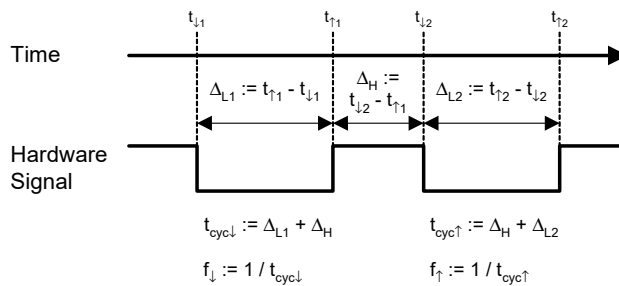 t↓1 t↑1 t↓2 t↑2
Time
ΔL1 := t↑1 - t↓1
ΔH :=
t↓2 - t↑1
ΔL2 := t↑2 - t↓2
Hardware
Signal
tcyc↓ := ΔL1 + ΔH
tcyc↑ := ΔH + ΔL2
f↓ := 1 / tcyc↓
f↑ := 1 / tcyc↑